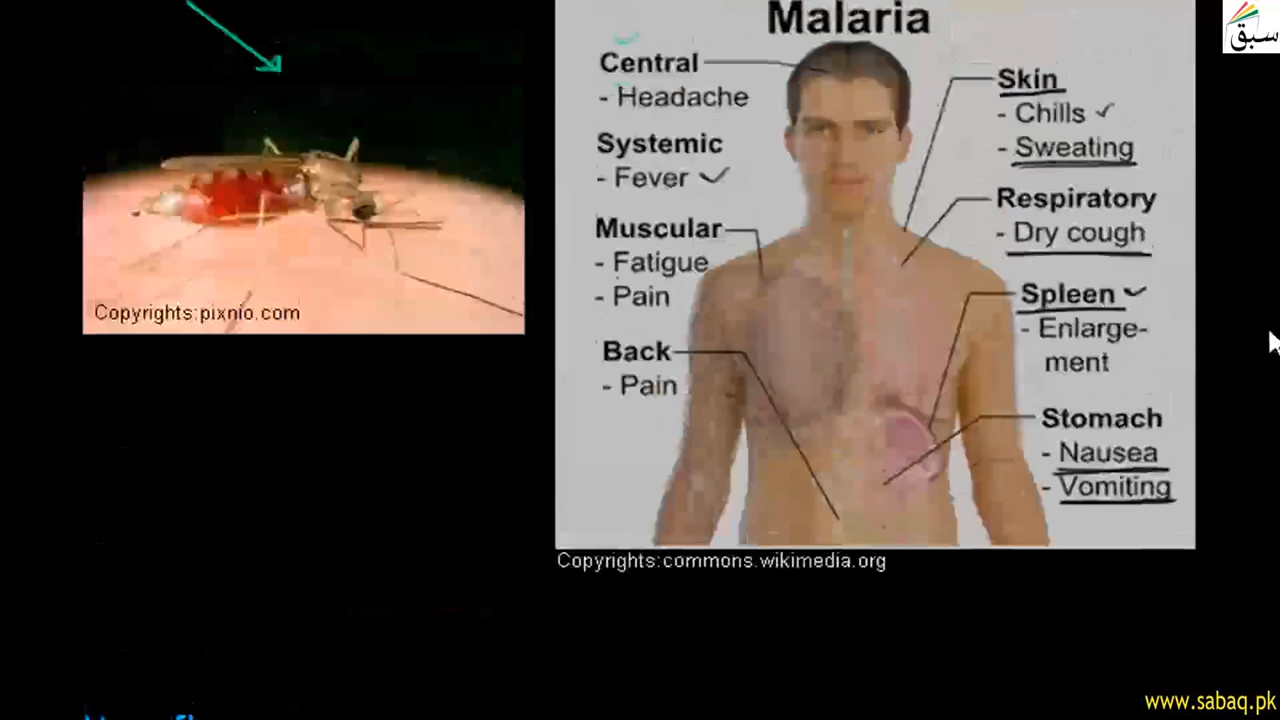 Malaria
Central
- Headache
Systemic
- Fever
Muscular
- Fatigue
- Pain
Back
- Pain
Skin
- Chills
- Sweating
Respiratory
- Dry cough
Spleen
- Enlarge-
ment
Stomach
- Nausea
- Vomiting
Copyrights:pixnio.com
Copyrights:commons.wikimedia.org
سبق
www.sabaq.pk